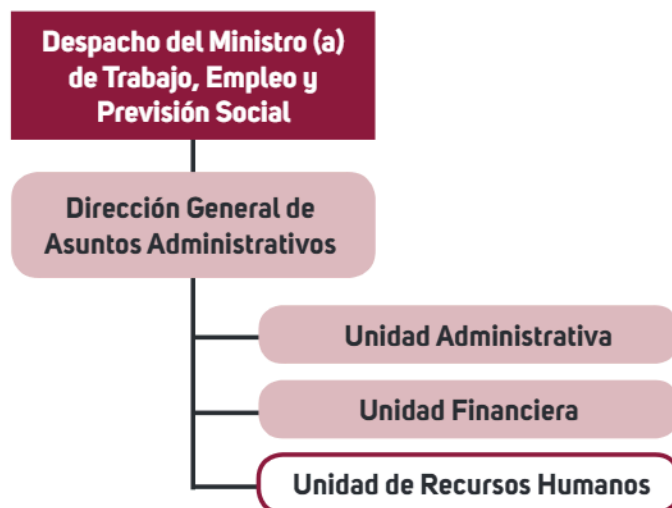 Despacho del Ministro (a)
de Trabajo, Empleo y
Previsión Social
Dirección General de
Asuntos Administrativos
Unidad Administrativa
Unidad Financiera
Unidad de Recursos Humanos